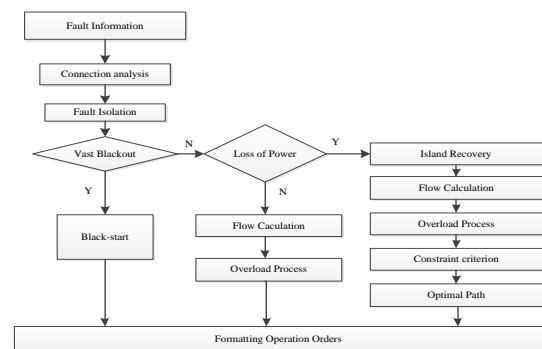 Fault Information
Connection analysis
Fault Isolation
Vast Blackout
N
Loss of Power
Y
Island Recovery
Flow Calculation
Y
N
Black-start
Flow Caculation
Overload Process
Overload Process
Constraint criterion
Optimal Path
Formatting Operation Orders